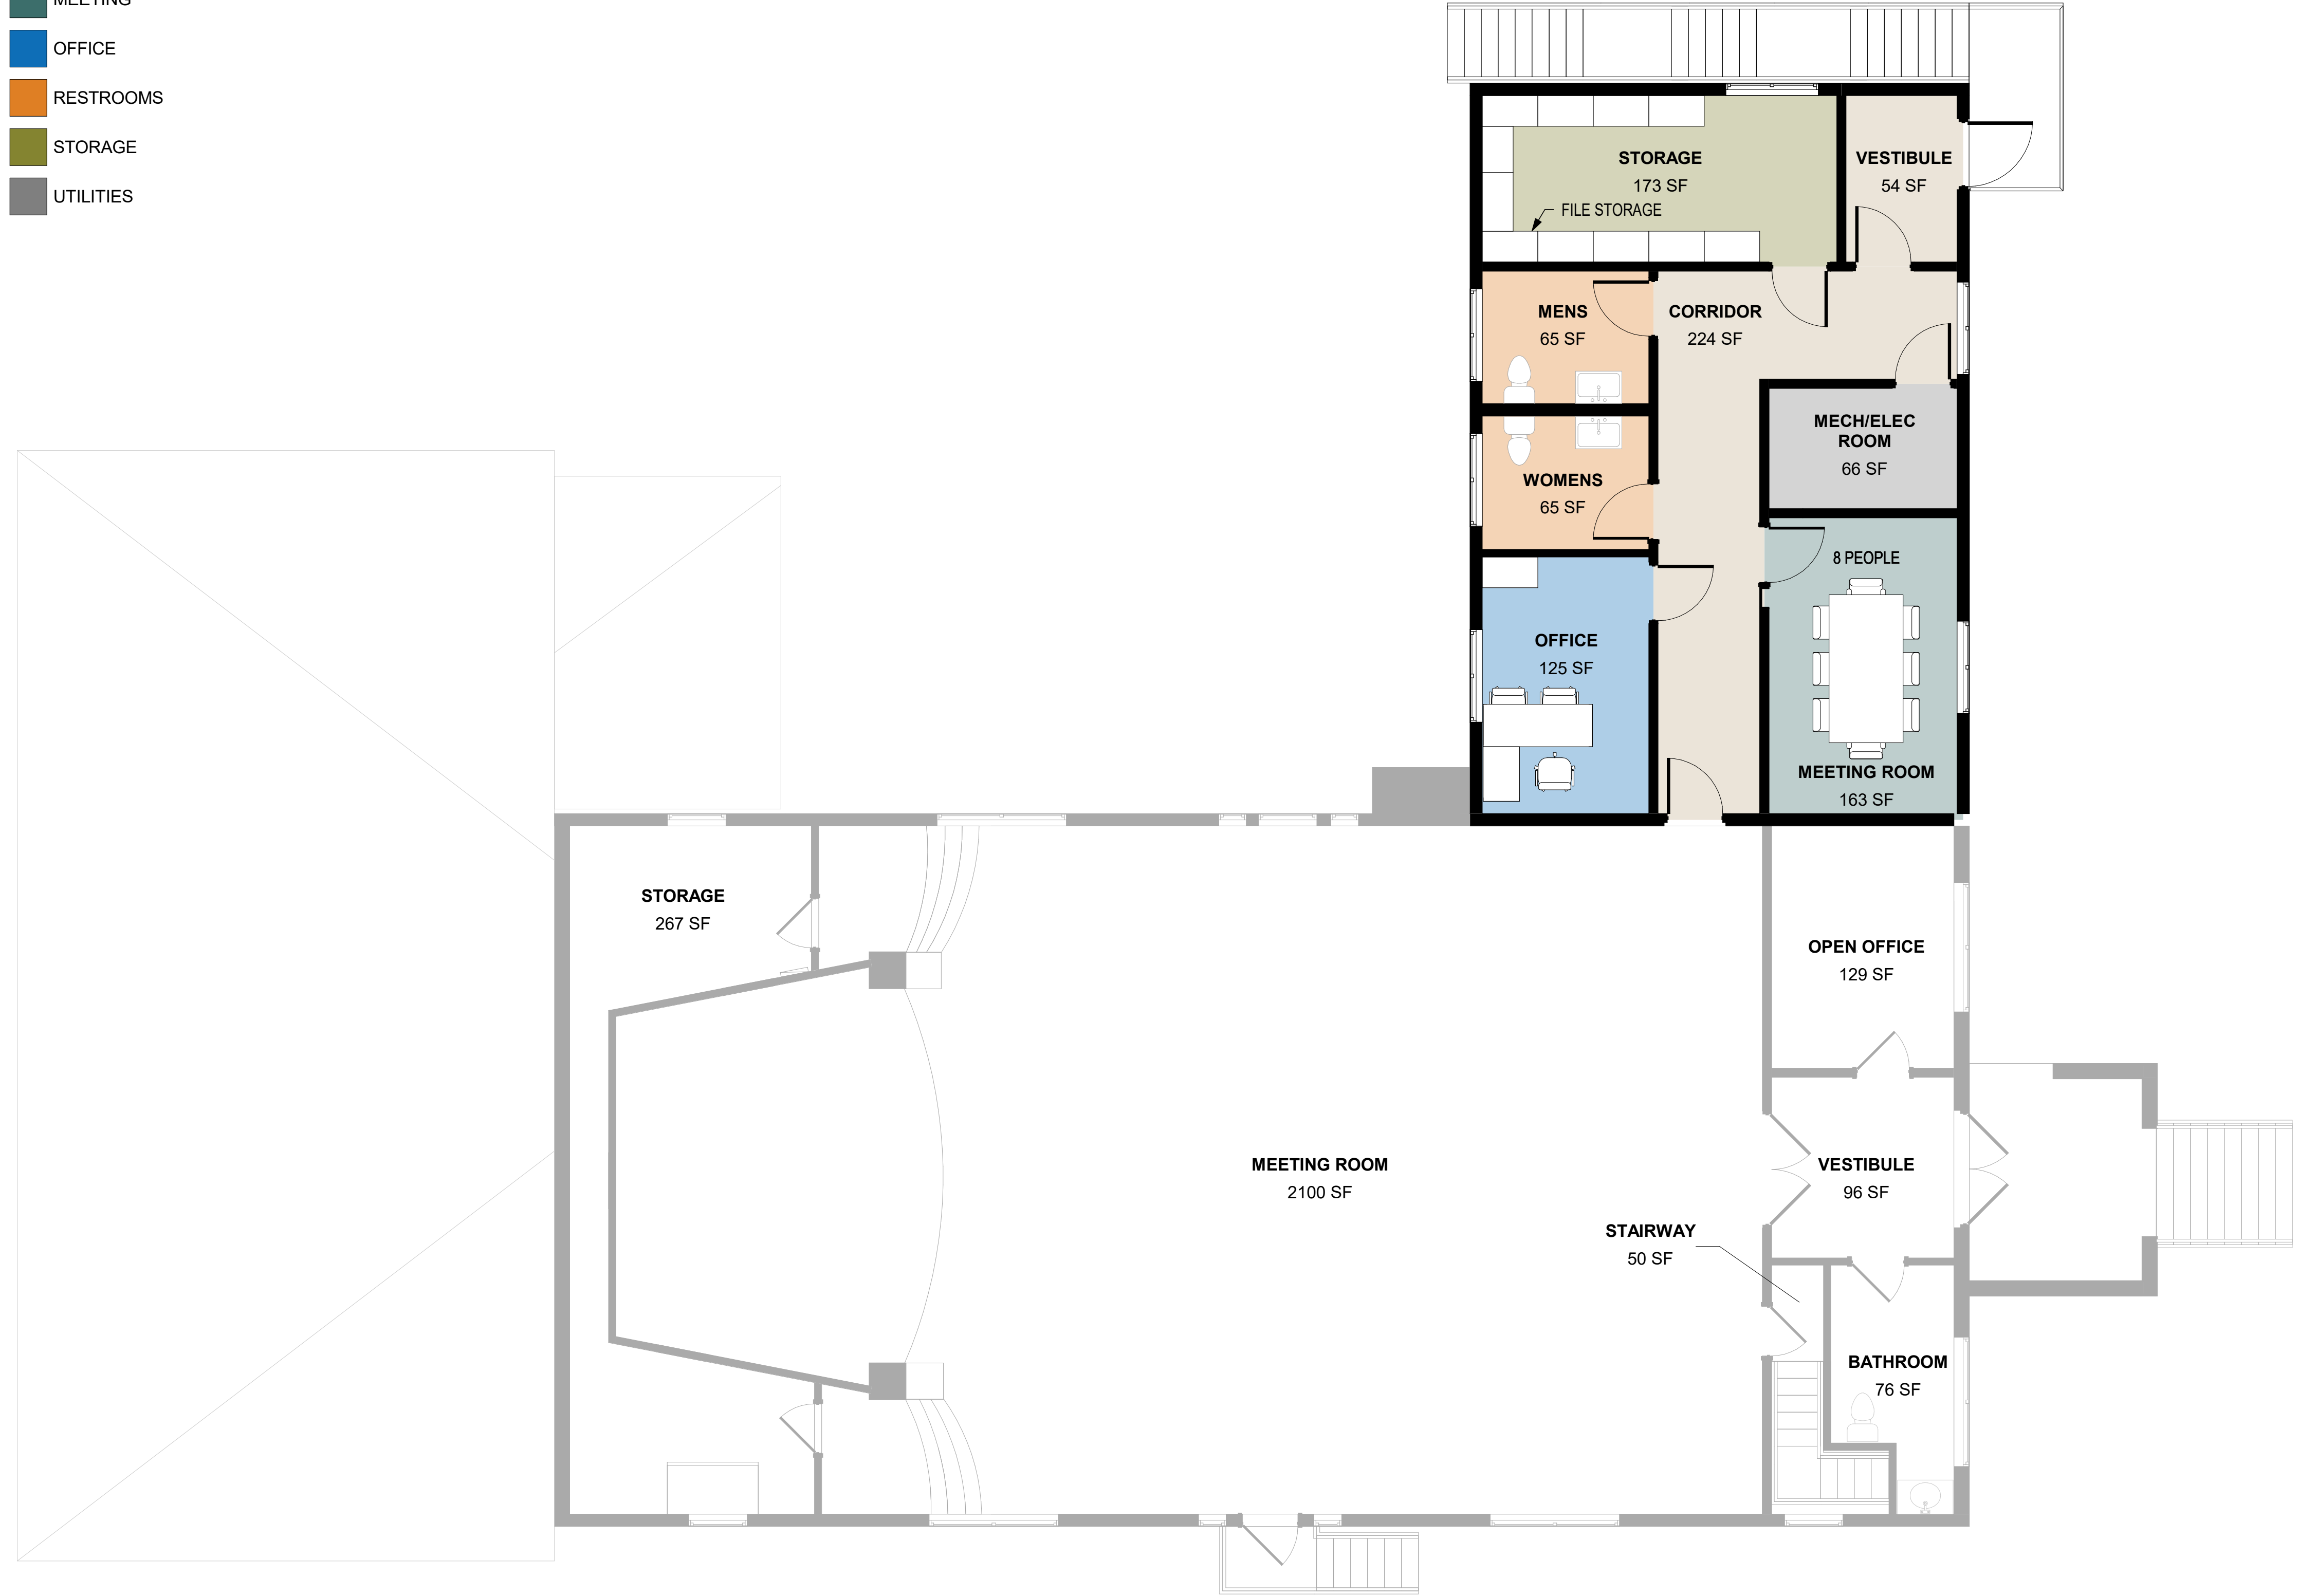 MEETING
OFFICE
RESTROOMS
STORAGE
UTILITIES
STORAGE
173 SF
FILE STORAGE
VESTIBULE
54 SF
MENS
65 SF
CORRIDOR
224 SF
MECH/ELEC
ROOM
66 SF
WOMENS
65 SF
8 PEOPLE
OFFICE
125 SF
MEETING ROOM
163 SF
STORAGE
267 SF
OPEN OFFICE
129 SF
MEETING ROOM
2100 SF
VESTIBULE
96 SF
STAIRWAY
50 SF
BATHROOM
76 SF